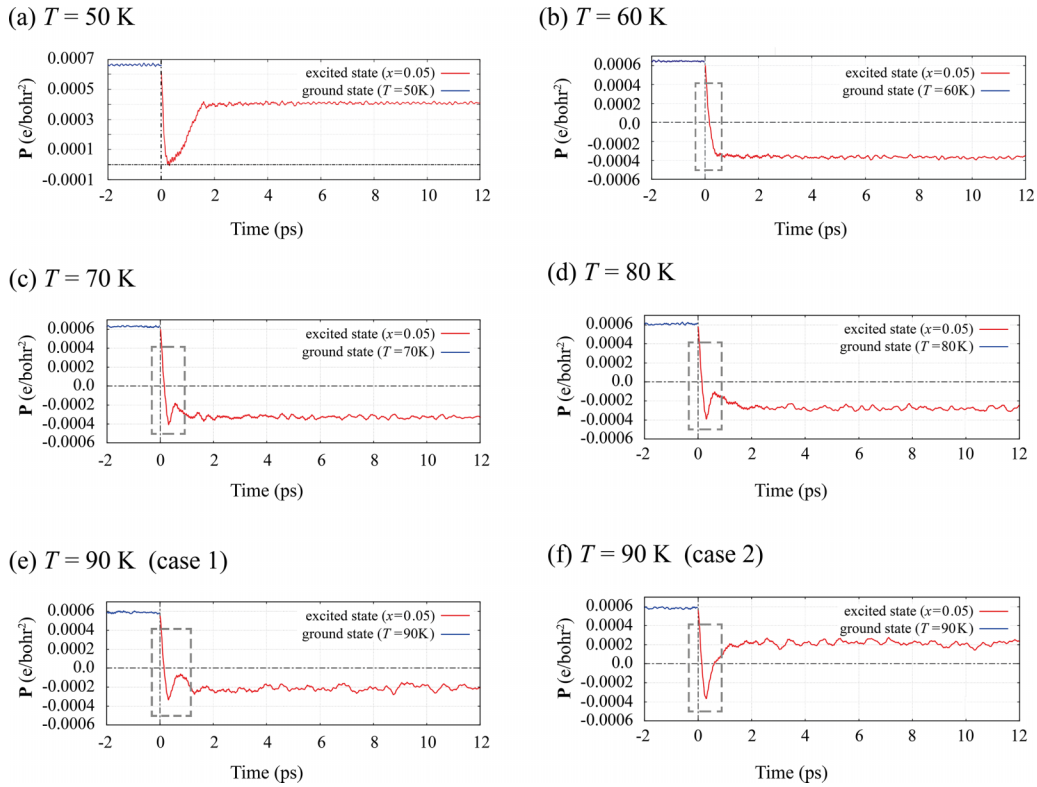 (a) T = 50 K
0.0007
0.0005
0.0003
0.0001
-0.0001
P (e/bohr²)
excited state (x=0.05)
ground state (T=50K)
-2 0 2 4 6 8 10 12
Time (ps)
(b) T = 60 K
0.0006
0.0004
0.0002
0.0
-0.0002
-0.0004
-0.0006
P (e/bohr²)
excited state (x=0.05)
ground state (T=60K)
-2 0 2 4 6 8 10 12
Time (ps)
(c) T = 70 K
0.0006
0.0004
0.0002
0.0
-0.0002
-0.0004
-0.0006
P (e/bohr²)
excited state (x=0.05)
ground state (T=70K)
-2 0 2 4 6 8 10 12
Time (ps)
(d) T = 80 K
0.0006
0.0004
0.0002
0.0
-0.0002
-0.0004
-0.0006
P (e/bohr²)
excited state (x=0.05)
ground state (T=80K)
-2 0 2 4 6 8 10 12
Time (ps)
(e) T = 90 K (case 1)
0.0006
0.0004
0.0002
0.0
-0.0002
-0.0004
-0.0006
P (e/bohr²)
excited state (x=0.05)
ground state (T=90K)
-2 0 2 4 6 8 10 12
Time (ps)
(f) T = 90 K (case 2)
0.0006
0.0004
0.0002
0.0
-0.0002
-0.0004
-0.0006
P (e/bohr²)
excited state (x=0.05)
ground state (T=90K)
-2 0 2 4 6 8 10 12
Time (ps)